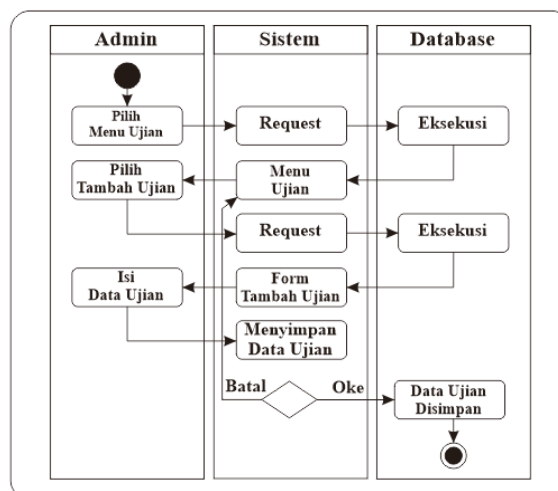 Admin
Sistem
Database
Pilih
Menu Ujian
Request
Eksekusi
Pilih
Tambah Ujian
Menu
Ujian
Request
Eksekusi
Isi
Data Ujian
Form
Tambah Ujian
Menyimpan
Data Ujian
Batal
Oke
Data Ujian
Disimpan